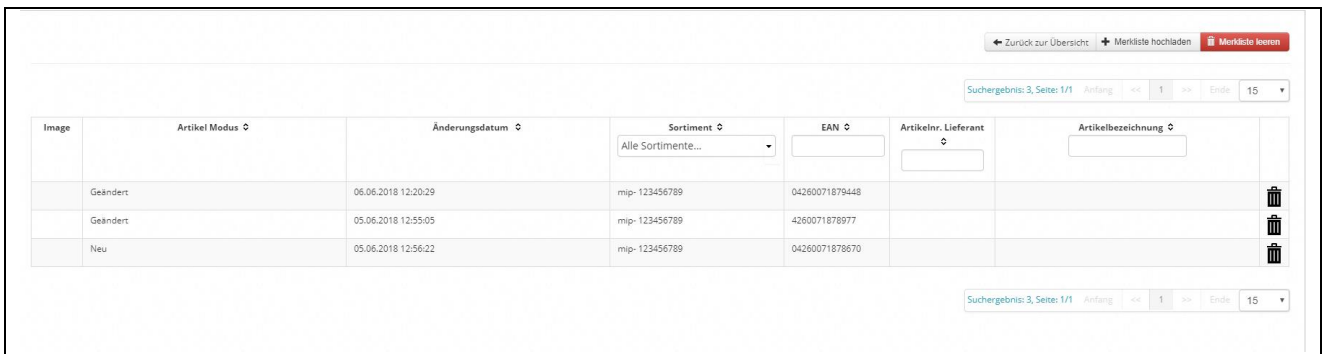 Zurück zur Übersicht Merkliste hochladen Merkliste leeren
Suchergebnis: 3, Seite: 1/1 Anfang << 1 >> Ende 15
Image Artikel Modus Änderungsdatum Sortiment EAN Artikelnr. Lieferant Artikelbezeichnung
Alle Sortimente...
Geändert 06.06.2018 12:20:29 mip- 123456789 04260071879448
Geändert 05.06.2018 12:55:05 mip- 123456789 4260071878977
Neu 05.06.2018 12:56:22 mip- 123456789 04260071878670
Suchergebnis: 3, Seite: 1/1 Anfang << 1 >> Ende 15